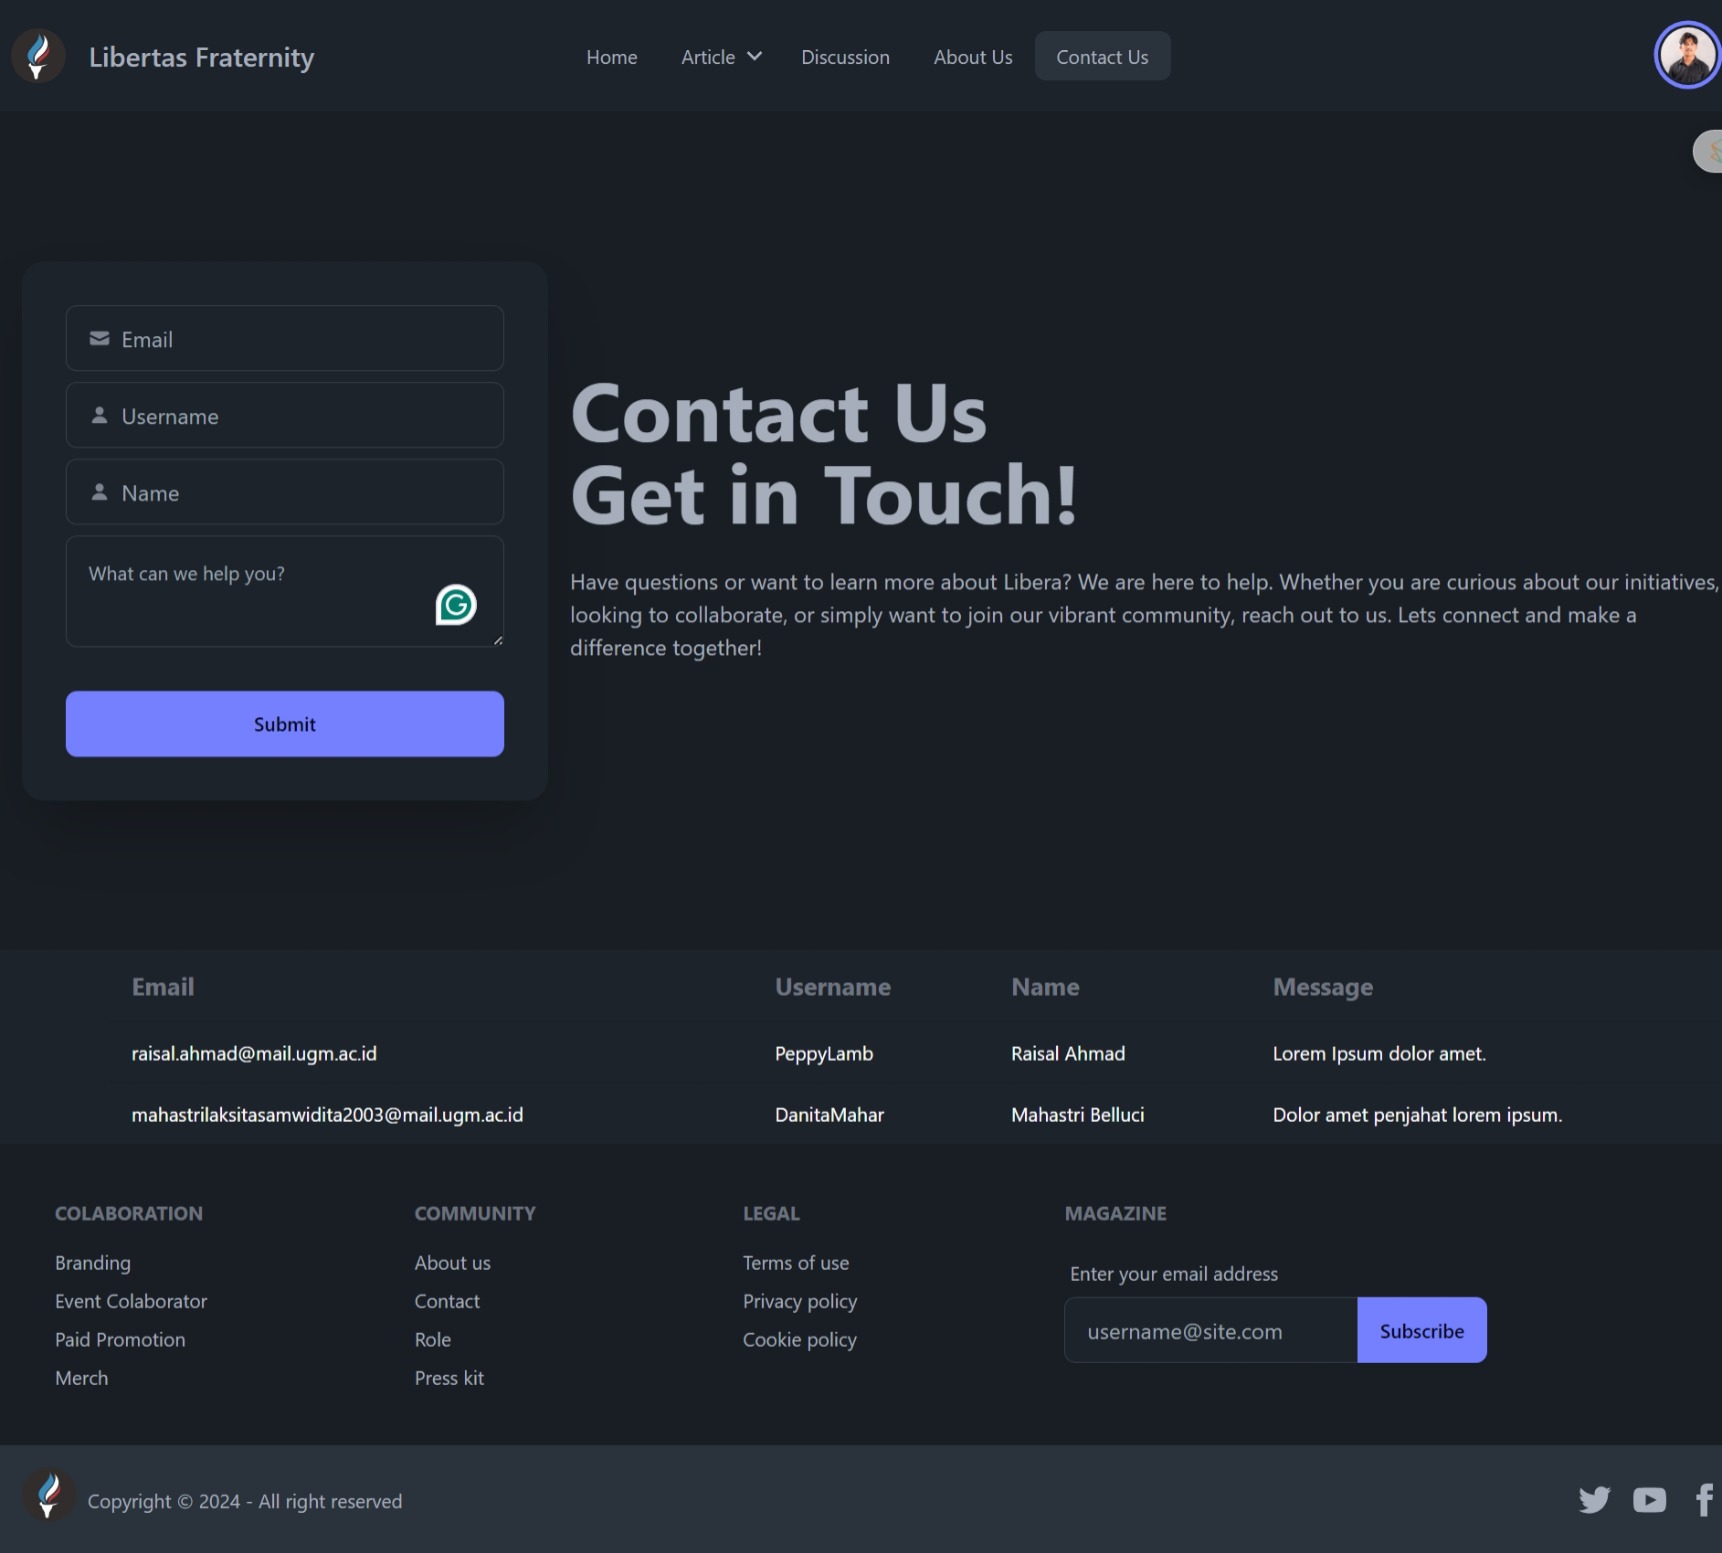 Libertas Fraternity
Home
Article
Discussion
About Us
Contact Us
Email
Username
Name
What can we help you?
Submit
Contact Us
Get in Touch!
Have questions or want to learn more about Libera? We are here to help. Whether you are curious about our initiatives,
looking to collaborate, or simply want to join our vibrant community, reach out to us. Lets connect and make a
difference together!
Email Username Name Message
raisal.ahmad@mail.ugm.ac.id PeppyLamb Raisal Ahmad Lorem Ipsum dolor amet.
mahastrilaksitasamwidita2003@mail.ugm.ac.id DanitaMahar Mahastri Belluci Dolor amet penjahat lorem ipsum.
COLABORATION
Branding
Event Colaborator
Paid Promotion
Merch
COMMUNITY
About us
Contact
Role
Press kit
LEGAL
Terms of use
Privacy policy
Cookie policy
MAGAZINE
Enter your email address
username@site.com
Subscribe
Copyright © 2024 - All right reserved